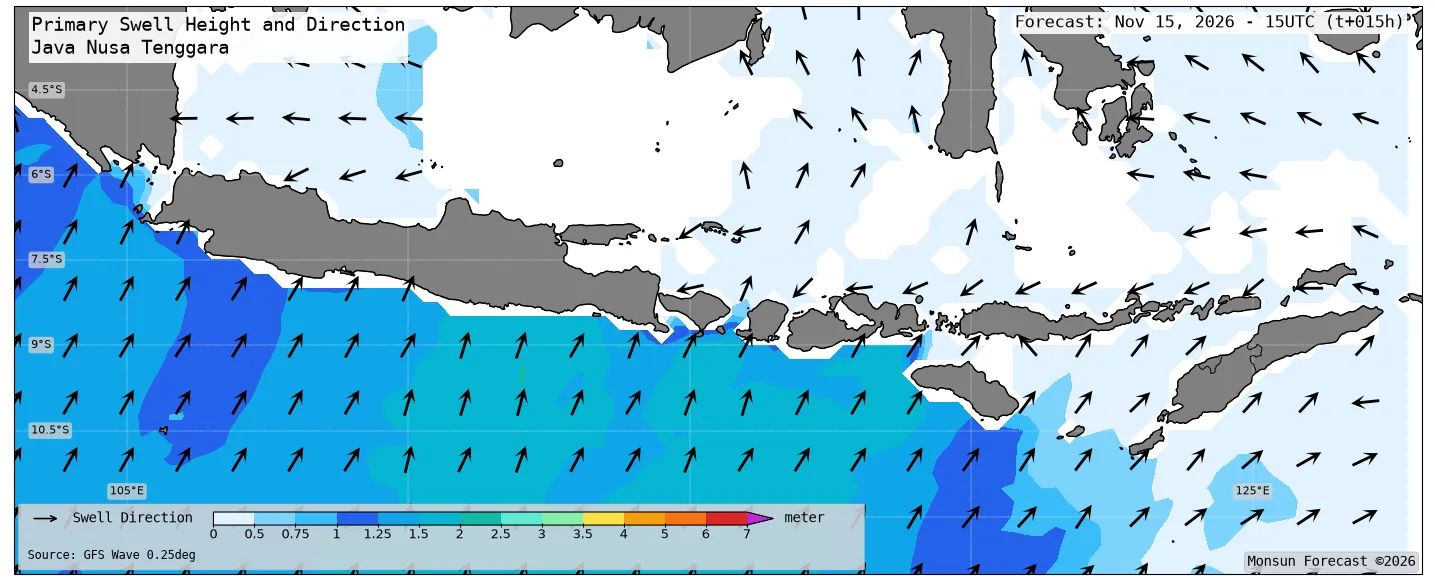 Primary Swell Height and Direction
Java Nusa Tenggara
Forecast: Nov 15, 2026 - 15UTC (t+015h)
4.5°S
6°S
7.5°S
9°S
10.5°S
105°E
125°E
Swell Direction
0 0.5 0.75 1 1.25 1.5 2 2.5 3 3.5 4 5 6 7
meter
Source: GFS Wave 0.25deg
Monsun Forecast ©2026